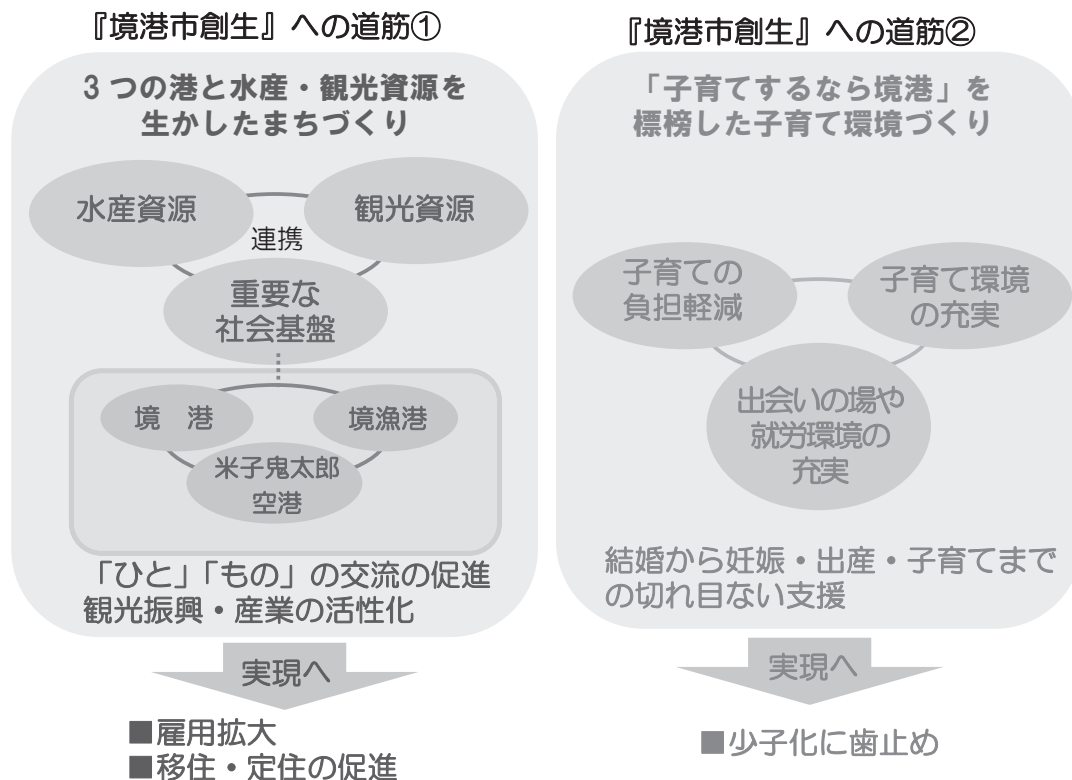 『境港市創生』への道筋①
3つの港と水産・観光資源を
生かしたまちづくり
水産資源
観光資源
連携
重要な
社会基盤
境　港
境漁港
米子鬼太郎
空港
「ひと」「もの」の交流の促進
観光振興・産業の活性化
実現へ
■雇用拡大
■移住・定住の促進
『境港市創生』への道筋②
「子育てするなら境港」を
標榜した子育て環境づくり
子育ての
負担軽減
子育て環境
の充実
出会いの場や
就労環境の
充実
結婚から妊娠・出産・子育てまで
の切れ目ない支援
実現へ
■少子化に歯止め